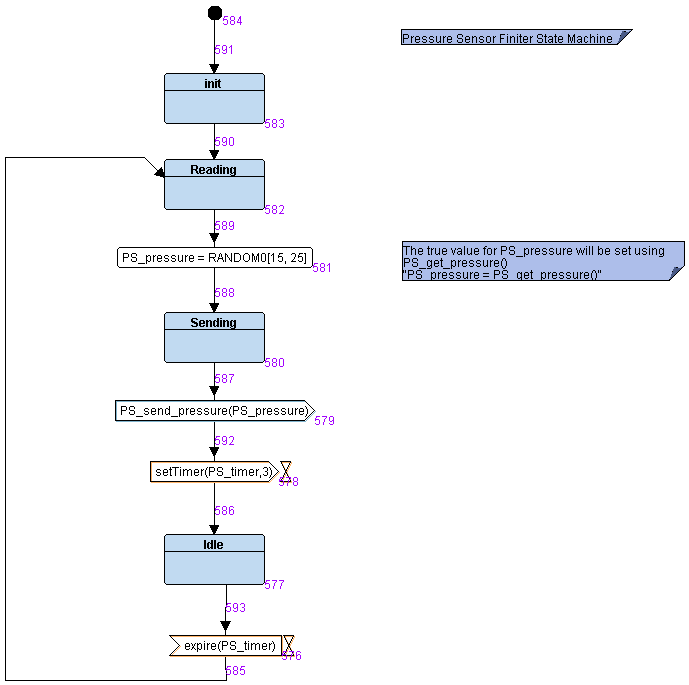 584
591
Pressure Sensor Finiter State Machine
init
583
590
Reading
582
589
PS_pressure = RANDOM0[15, 25]
581
The true value for PS_pressure will be set using
PS_get_pressure()
"PS_pressure = PS_get_pressure()"
588
Sending
580
587
PS_send_pressure(PS_pressure)
579
592
setTimer(PS_timer,3)
578
586
Idle
577
593
expire(PS_timer)
576
585